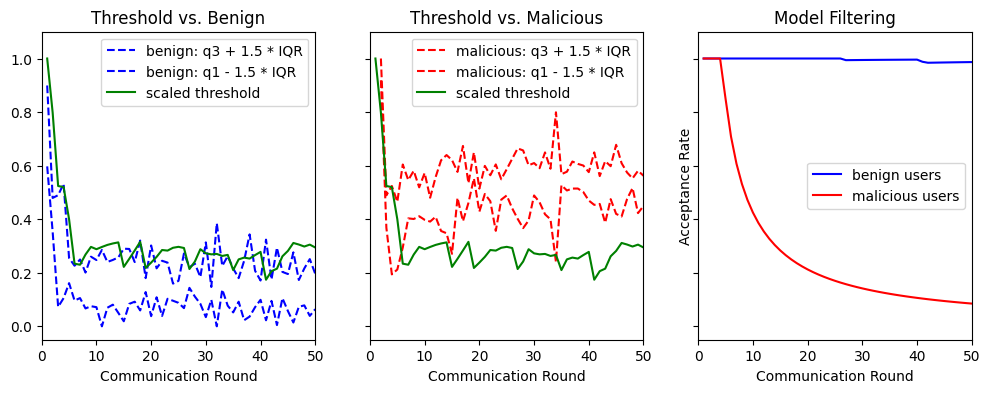 Threshold vs. Benign
benign: q3 + 1.5 * IQR
benign: q1 - 1.5 * IQR
scaled threshold
1.0
0.8
0.6
0.4
0.2
0.0
0 10 20 30 40 50
Communication Round
Threshold vs. Malicious
malicious: q3 + 1.5 * IQR
malicious: q1 - 1.5 * IQR
scaled threshold
0 10 20 30 40 50
Communication Round
Model Filtering
Acceptance Rate
benign users
malicious users
0 10 20 30 40 50
Communication Round